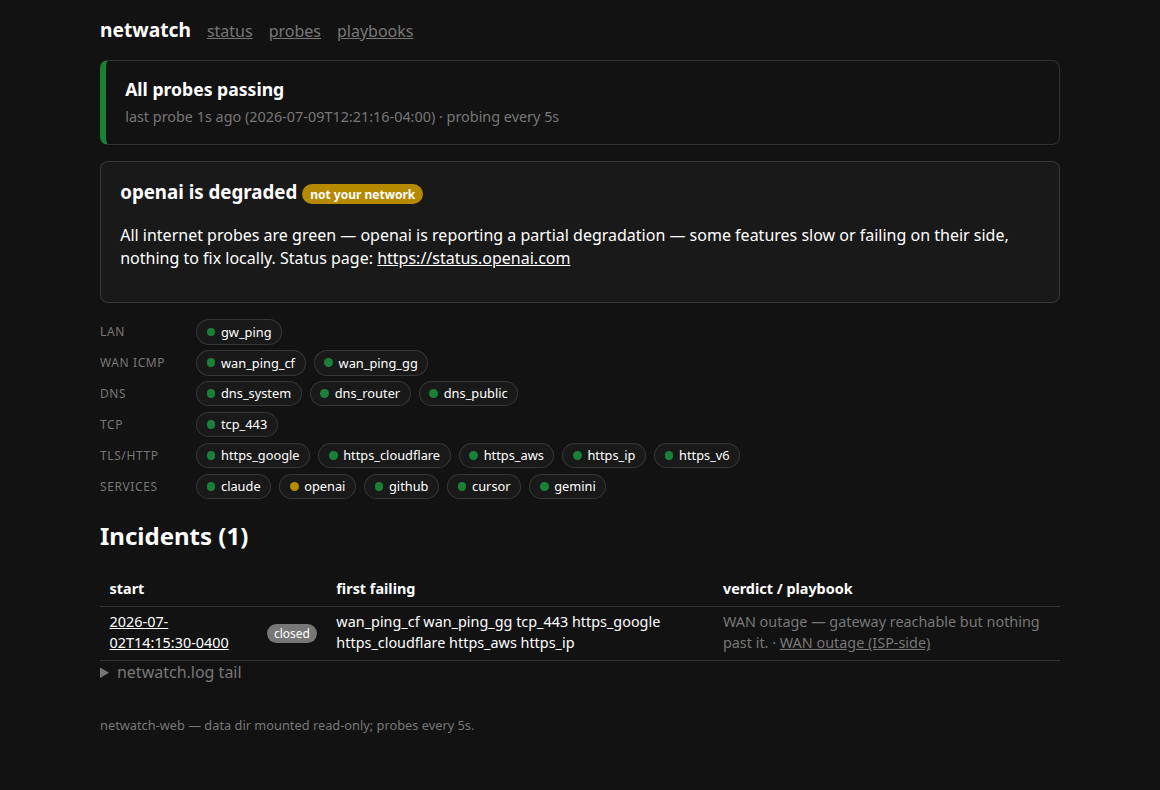 netwatch status probes playbooks
All probes passing
last probe 1s ago (2026-07-09T12:21:16-04:00) · probing every 5s
openai is degraded not your network
All internet probes are green — openai is reporting a partial degradation — some features slow or failing on their side,
nothing to fix locally. Status page: https://status.openai.com
LAN gw_ping
WAN ICMP wan_ping_cf wan_ping_gg
DNS dns_system dns_router dns_public
TCP tcp_443
TLS/HTTP https_google https_cloudflare https_aws https_ip https_v6
SERVICES claude openai github cursor gemini
Incidents (1)
start first failing verdict / playbook
2026-07-
02T14:15:30-0400
closed
wan_ping_cf wan_ping_gg tcp_443 https_google
https_cloudflare https_aws https_ip
WAN outage — gateway reachable but nothing
past it. · WAN outage (ISP-side)
netwatch.log tail
netwatch-web — data dir mounted read-only; probes every 5s.